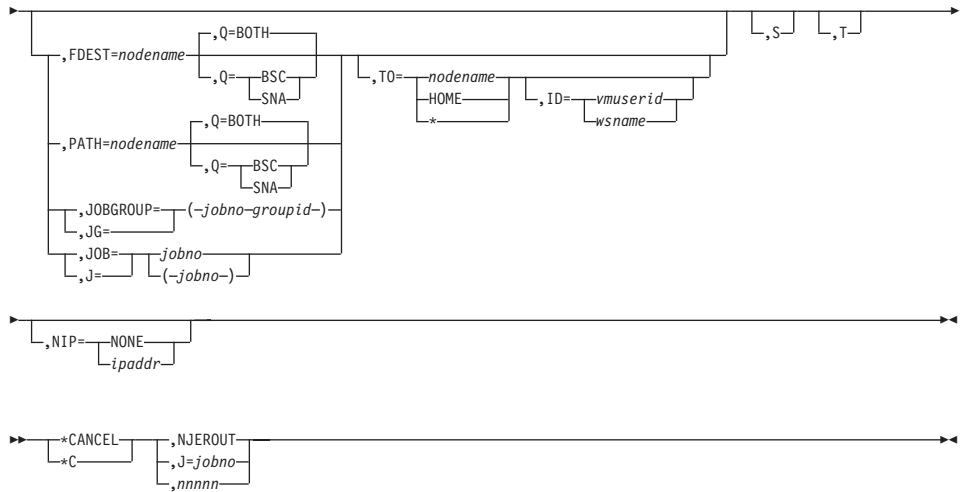 ,Q=BOTH
,FDEST=nodename ,S ,T
,Q= BSC ,TO= nodename
SNA HOME ,ID= vmuserid
* wsname
,Q=BOTH
,PATH=nodename
,Q= BSC
SNA
,JOBGROUP= (jobno-groupid)
,JG=
,JOB= jobno
,J= (jobno)
,NIP= NONE
ipaddr
*CANCEL ,NJEROUT
*C ,J=jobno
,nnnnn